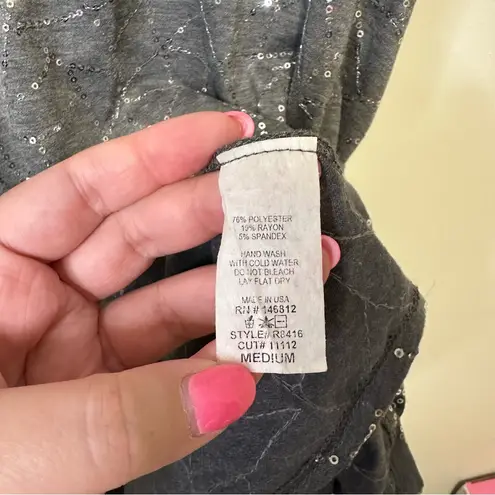 76% POLYESTER
19% RAYON
5% SPANDEX
HAND WASH
WITH COLD WATER
DO NOT BLEACH
LAY FLAT DRY
MADE IN USA
RN # 146812
STYLE# R8416
CUT# 11112
MEDIUM